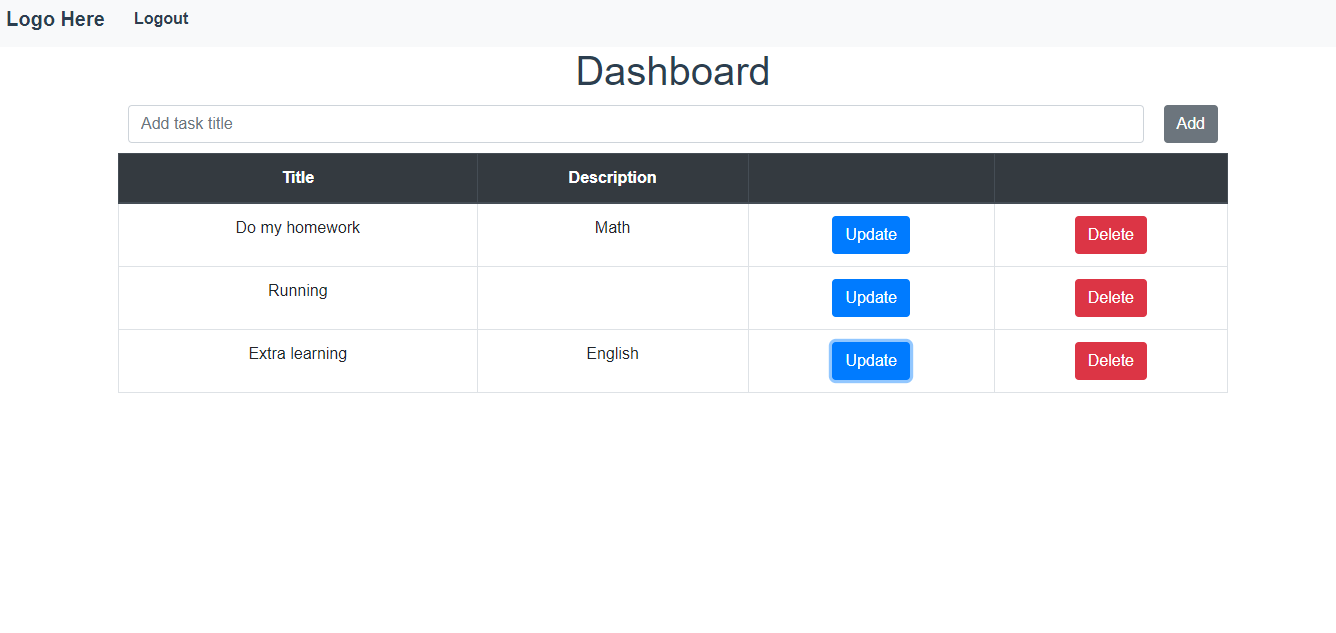 Logo Here Logout
Dashboard
Add task title Add
Title Description
Do my homework Math Update Delete
Running Update Delete
Extra learning English Update Delete